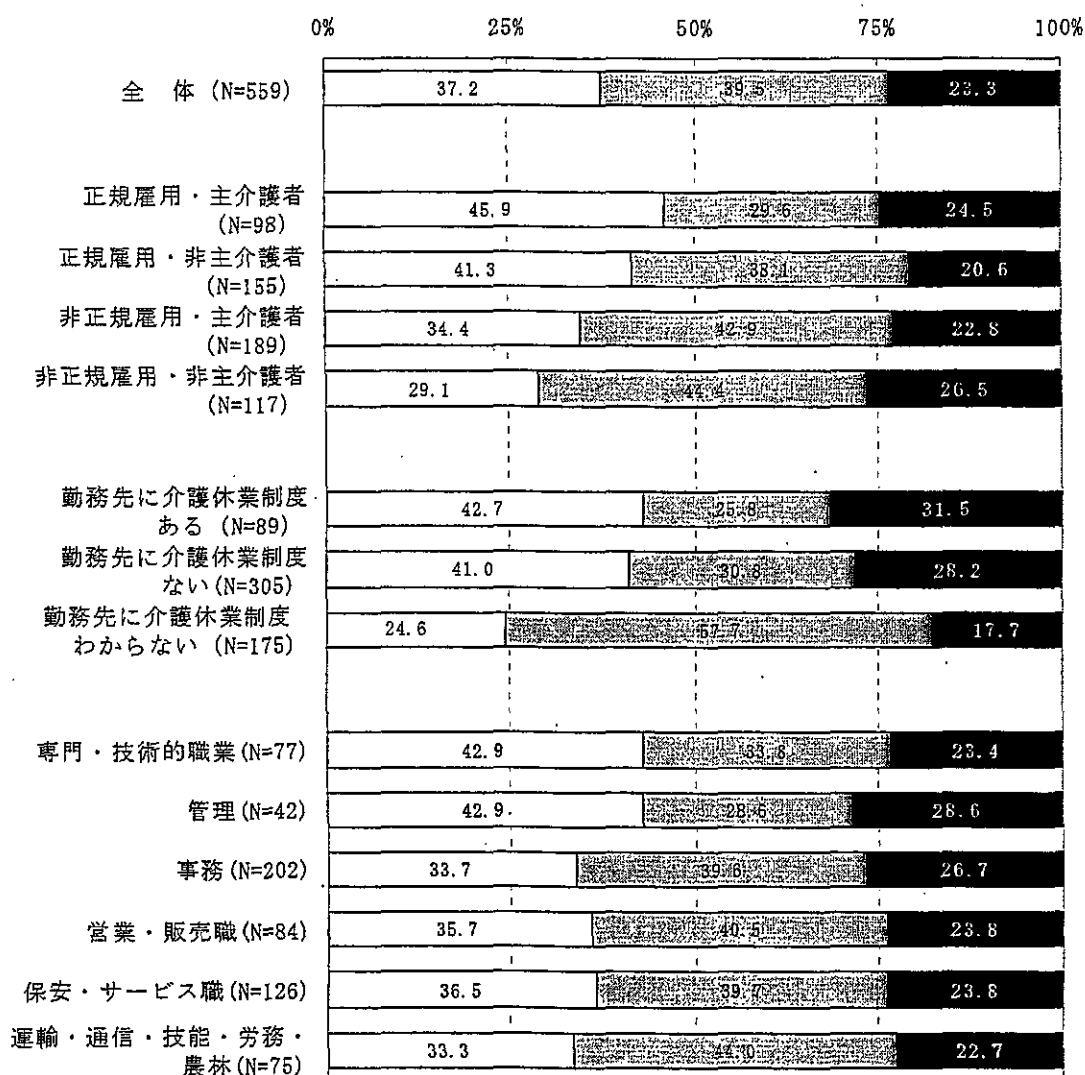 0% 25% 50% 75% 100%
全 体 (N=559) 37.2 39.5 23.3
正規雇用・主介護者
(N=98) 45.9 29.6 24.5
正規雇用・非主介護者
(N=155) 41.3 38.1 20.6
非正規雇用・主介護者
(N=189) 34.4 42.9 22.8
非正規雇用・非主介護者
(N=117) 29.1 44.4 26.5
勤務先に介護休業制度
ある (N=89) 42.7 25.8 31.5
勤務先に介護休業制度
ない(N=305) 41.0 30.8 28.2
勤務先に介護休業制度
わからない (N=175) 24.6 57.7 17.7
専門・技術的職業(N=77) 42.9 33.8 23.4
管理(N=42) 42.9 28.6 28.6
事務(N=202) 33.7 39.6 26.7
営業・販売職(N=84) 35.7 40.5 23.8
保安・サービス職(N=126) 36.5 39.7 23.8
運輸・通信・技能・労務・
農林(N=75) 33.3 44.0 22.7